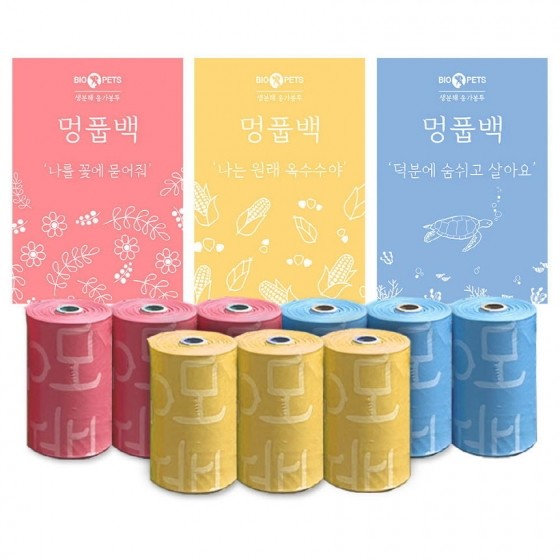 BIO PETS
생분해 응가봉투
멍품백
'나를 꽃에 묻어줘'
BIO PETS
생분해 응가봉투
멍품백
'나는 원래 옥수수야'
BIO PETS
생분해 응가봉투
멍품백
'덕분에 숨쉬고 살아요'